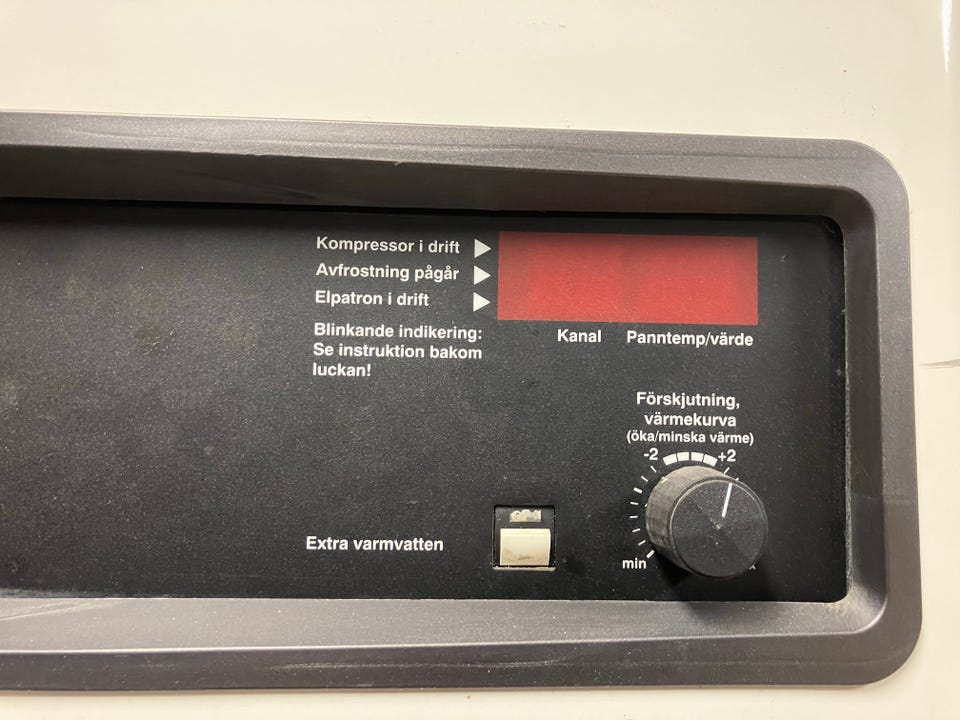 Kompressor i drift
Avfrostning pågår
Elpatron i drift
Blinkande indikering:
Se instruktion bakom
luckan!
Kanal
Panntemp/värde
Förskjutning,
värmekurva
(öka/minska värme)
-2 +2
min
Extra varmvatten